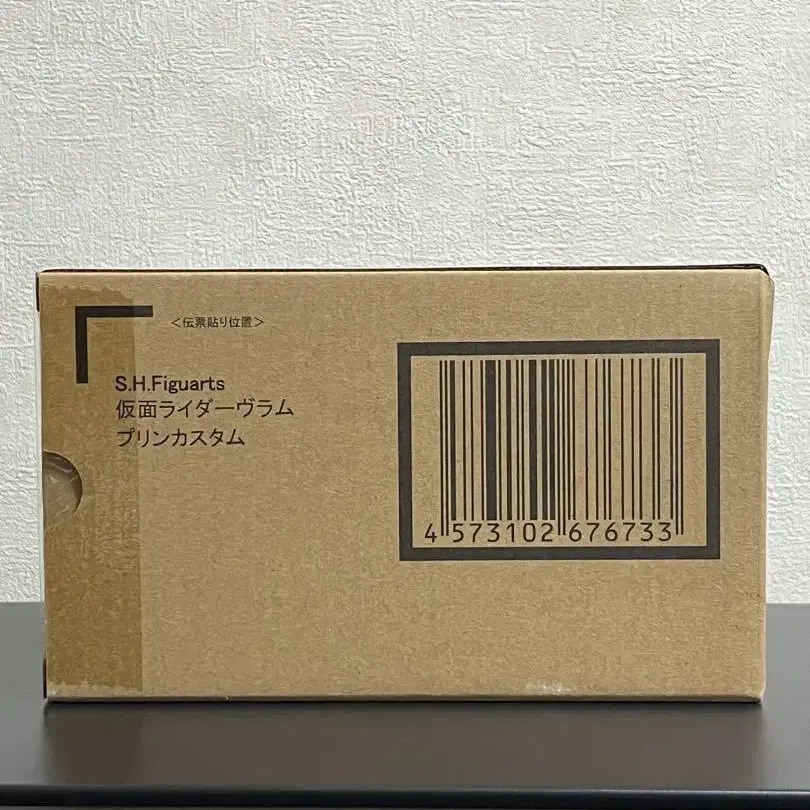 ＜伝票貼り位置＞
S.H.Figuarts
仮面ライダーヴラム
プリンカスタム
4 573102 676733